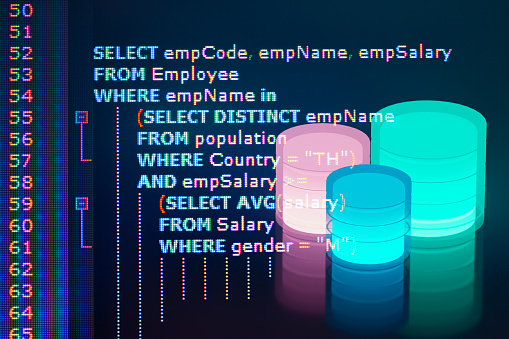 50
51
52 SELECT empCode, empName, empSalary
53 FROM Employee
54 WHERE empName in
55 (SELECT DISTINCT empName
56 FROM population
57 WHERE Country = "TH")
58 AND empSalary
59 (SELECT AVG(salary)
60 FROM Salary
61 WHERE gender = "M")
62
63
64
65